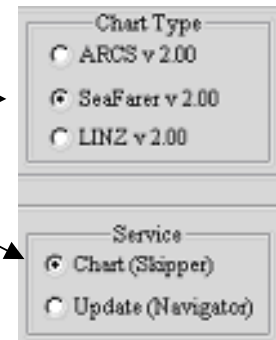 Chart Type
ARCS v 2.00
SeaFarer v 2.00
LINZ v 2.00
Service
Chart (Skipper)
Update (Navigator)